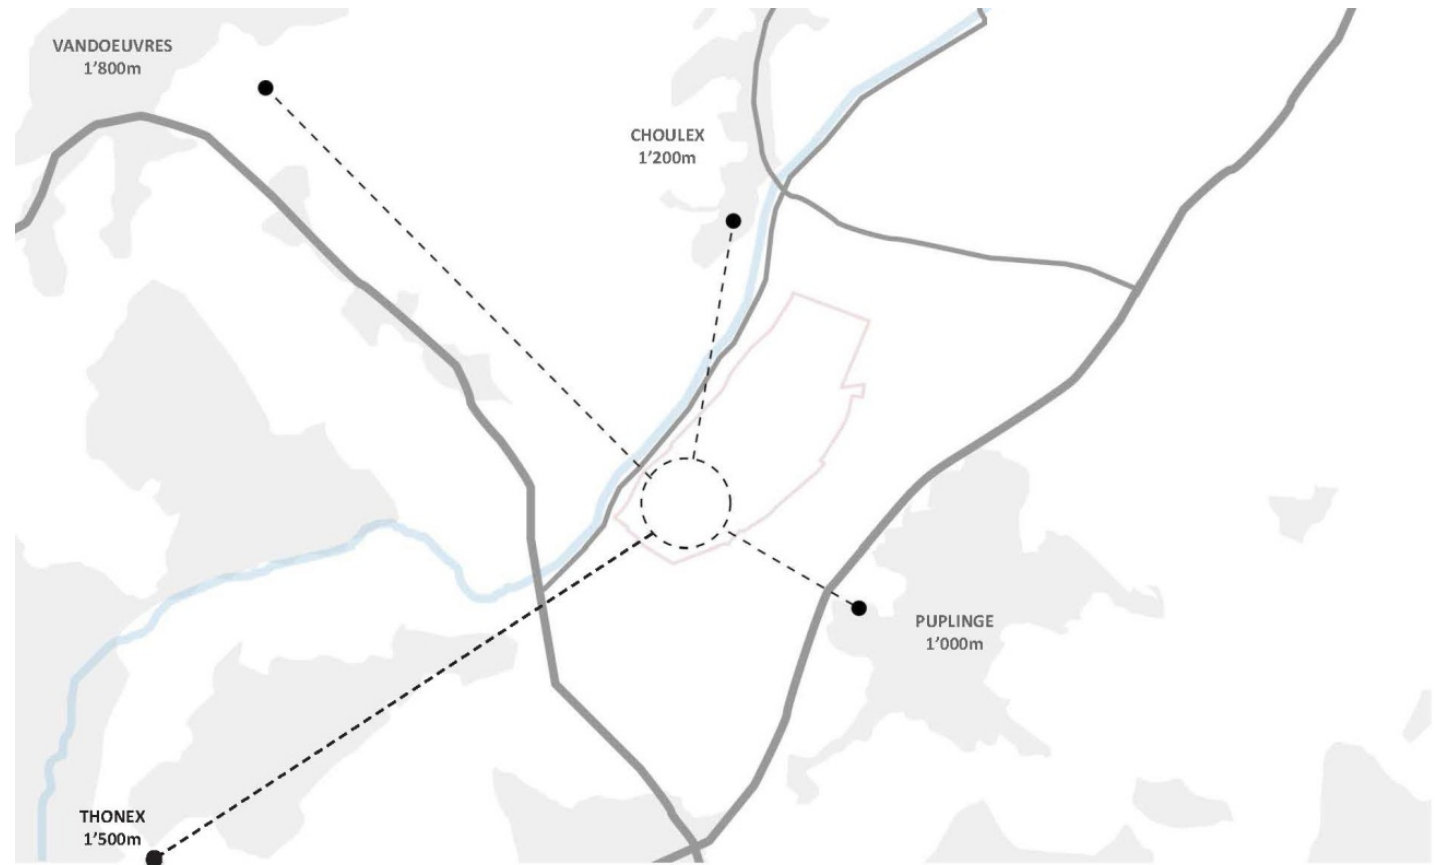 VANDOEUVRES
1'800m
CHOULEX
1'200m
PUPLINGE
1'000m
THONEX
1'500m